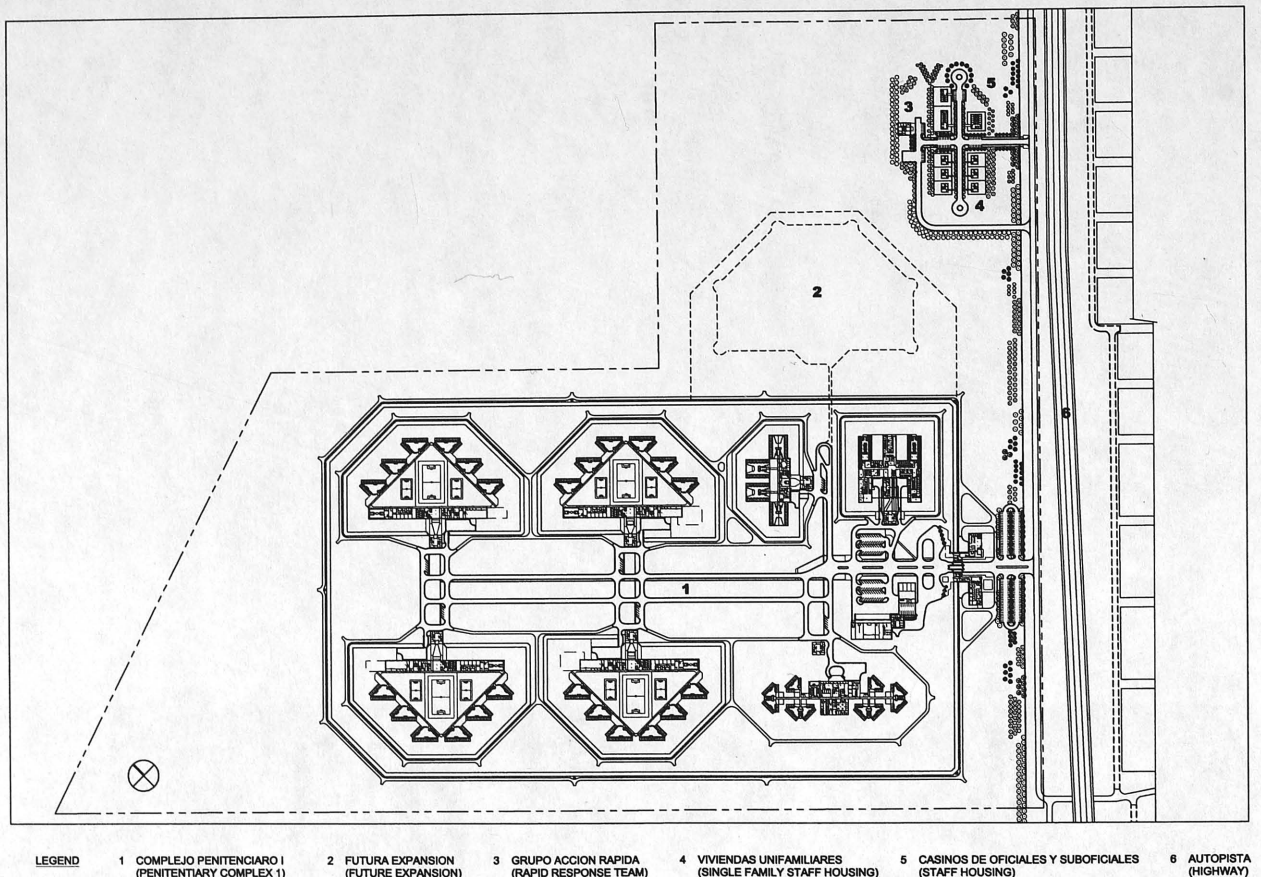 5
3
4
2
6
1
LEGEND
1 COMPLEJO PENITENCIARO I
(PENITENTIARY COMPLEX 1)
2 FUTURA EXPANSION
(FUTURE EXPANSION)
3 GRUPO ACCION RAPIDA
(RAPID RESPONSE TEAM)
4 VIVIENDAS UNIFAMILIARES
(SINGLE FAMILY STAFF HOUSING)
5 CASINOS DE OFICIALES Y SUBOFICIALES
(STAFF HOUSING)
6 AUTOPISTA
(HIGHWAY)